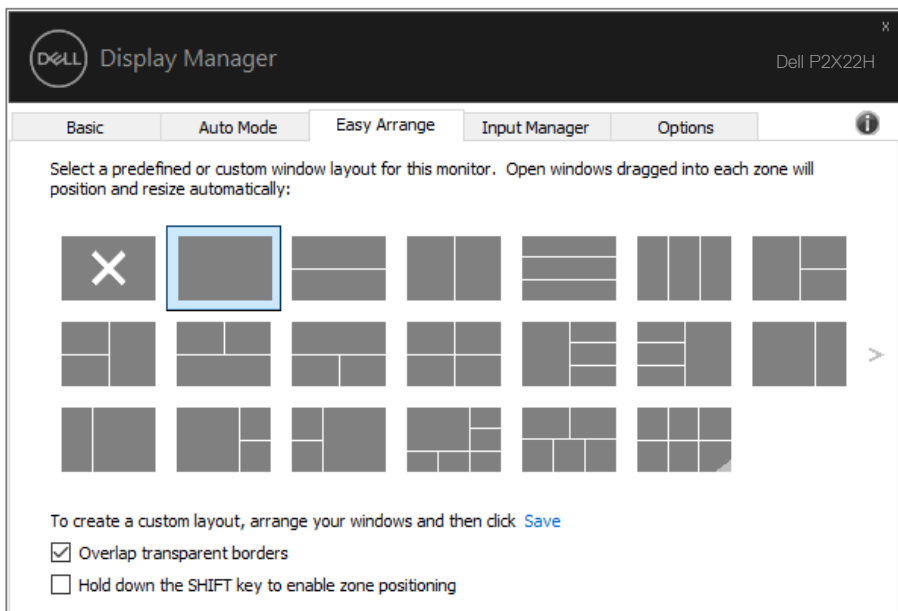 x
DELL Display Manager
Dell P2X22H
Basic Auto Mode Easy Arrange Input Manager Options
Select a predefined or custom window layout for this monitor. Open windows dragged into each zone will
position and resize automatically:
>
To create a custom layout, arrange your windows and then click Save
Overlap transparent borders
Hold down the SHIFT key to enable zone positioning